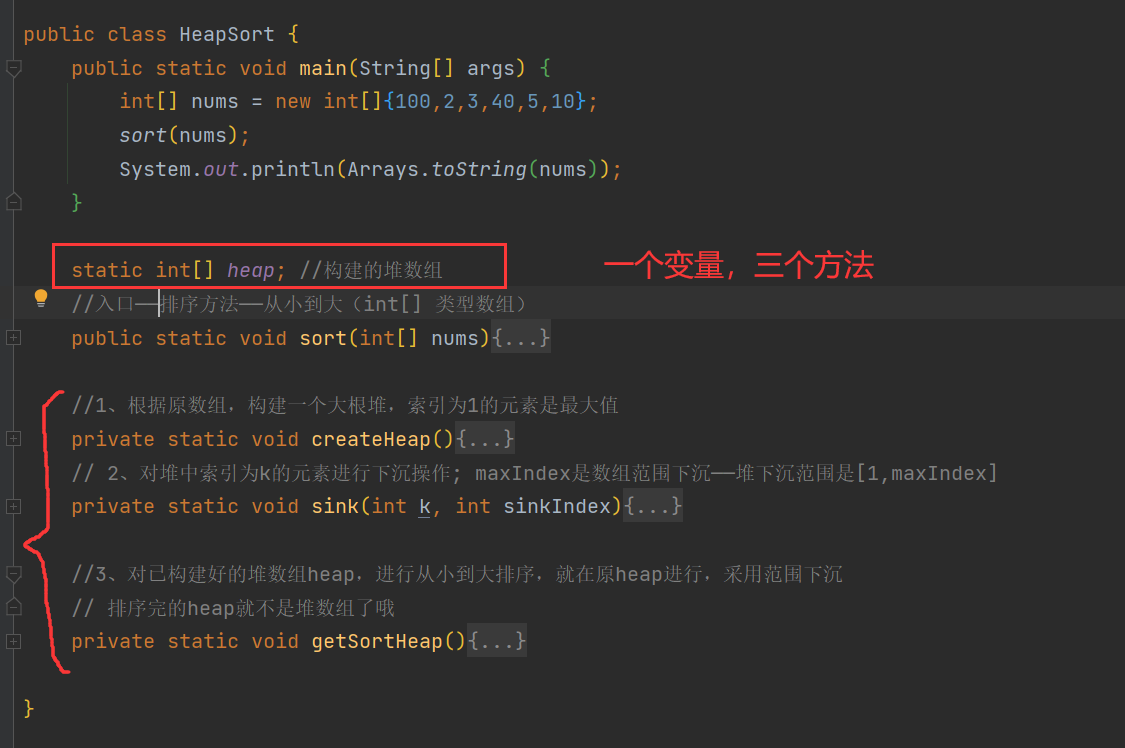 public class HeapSort {
public static void main(String[] args) {
int[] nums = new int[]{100,2,3,40,5,10};
sort(nums);
System.out.println(Arrays.toString(nums));
}
static int[] heap; //构建的堆数组
一个变量，三个方法
//入口——排序方法——从小到大（int[] 类型数组）
public static void sort(int[] nums){...}
//1、根据原数组，构建一个大根堆，索引为1的元素是最大值
private static void createHeap(){...}
// 2、对堆中索引为k的元素进行下沉操作; maxIndex是数组范围下沉——堆下沉范围是[1,maxIndex]
private static void sink(int k, int sinkIndex){...}
//3、对已构建好的堆数组heap，进行从小到大排序，就在原heap进行，采用范围下沉
// 排序完的heap就不是堆数组了哦
private static void getSortHeap(){...}
}